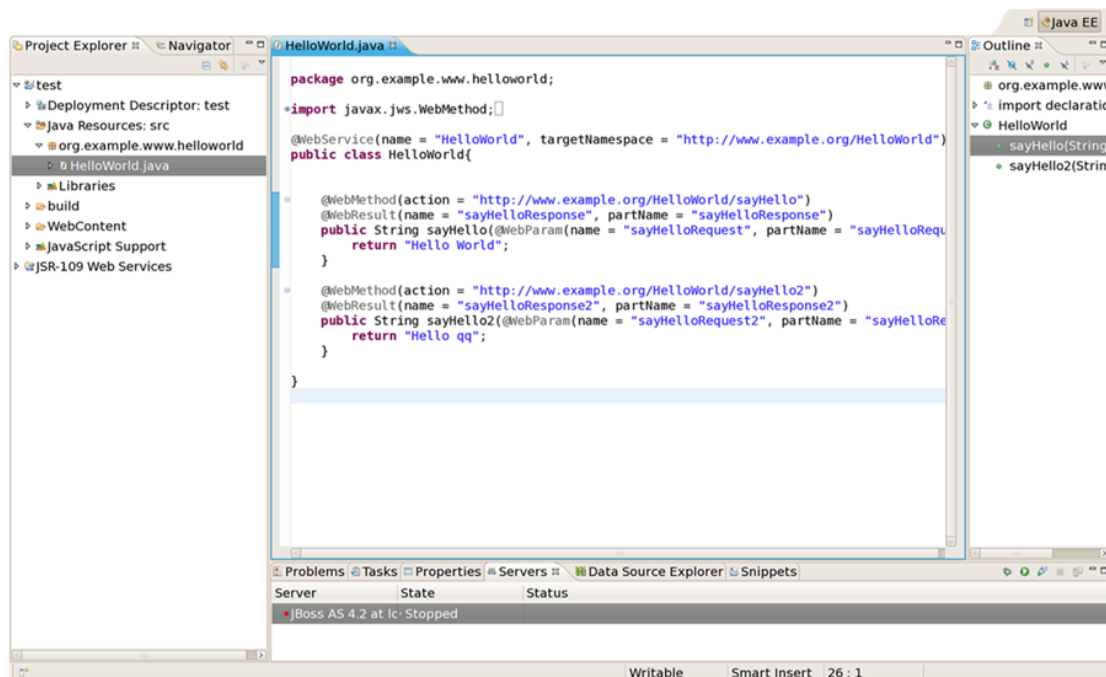 Java EE
Project Explorer
Navigator
test
Deployment Descriptor: test
Java Resources: src
org.example.www.helloworld
HelloWorld.java
Libraries
build
WebContent
JavaScript Support
JSR-109 Web Services
HelloWorld.java
package org.example.www.helloworld;
import javax.jws.WebMethod;
@WebService(name = "HelloWorld", targetNamespace = "http://www.example.org/HelloWorld")
public class HelloWorld{
@WebMethod(action = "http://www.example.org/HelloWorld/sayHello")
@WebResult(name = "sayHelloResponse", partName = "sayHelloResponse")
public String sayHello(@WebParam(name = "sayHelloRequest", partName = "sayHelloRequ
return "Hello World";
}
@WebMethod(action = "http://www.example.org/HelloWorld/sayHello2")
@WebResult(name = "sayHelloResponse2", partName = "sayHelloResponse2")
public String sayHello2(@WebParam(name = "sayHelloRequest2", partName = "sayHelloRe
return "Hello qq";
}
}
Outline
org.example.www
import declaratio
HelloWorld
sayHello(String
sayHello2(Strin
Problems Tasks Properties Servers Data Source Explorer Snippets
Server State Status
JBoss AS 4.2 at lo Stopped
Writable Smart Insert 26 : 1